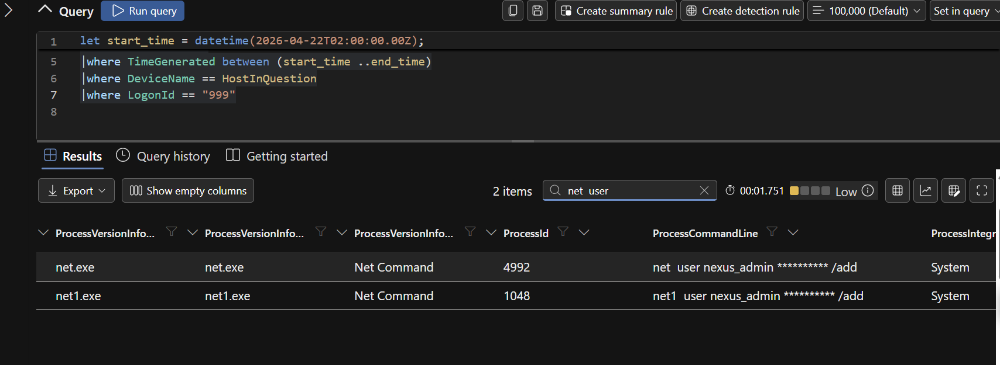 Query
Run query
Create summary rule
Create detection rule
100,000 (Default)
Set in query
1 let start_time = datetime(2026-04-22T02:00:00.00Z);
5 |where TimeGenerated between (start_time ..end_time)
6 |where DeviceName == HostInQuestion
7 |where LogonId == "999"
8
Results
Query history
Getting started
Export
Show empty columns
2 items
net  user
00:01.751
Low
ProcessVersionInfo... ProcessVersionInfo... ProcessVersionInfo... ProcessId ProcessCommandLine ProcessIntegr
net.exe net.exe Net Command 4992 net  user nexus_admin ********** /add System
net1.exe net1.exe Net Command 1048 net1  user nexus_admin ********** /add System